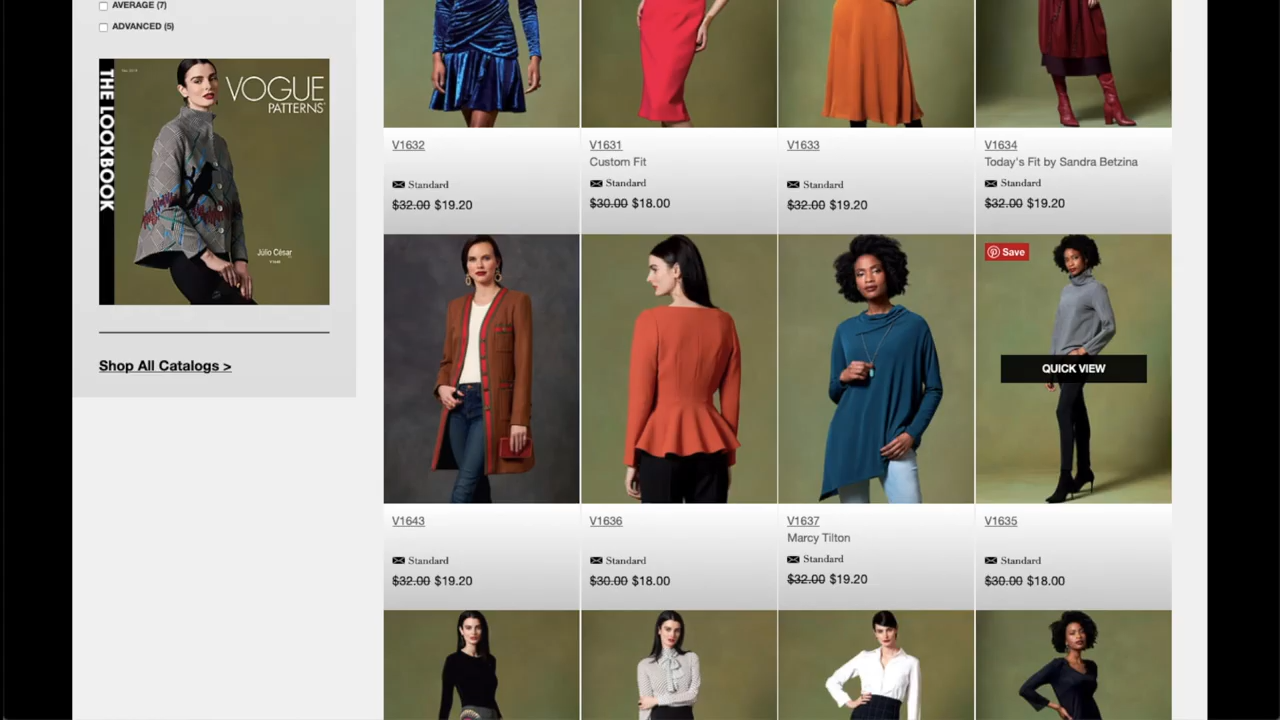 AVERAGE (7)
ADVANCED (5)
THE LOOKBOOK
VOGUE
PATTERNS
Julio César
Shop All Catalogs >
V1632
Standard
$32.00 $19.20
V1631
Custom Fit
Standard
$30.00 $18.00
V1633
Standard
$32.00 $19.20
V1634
Today's Fit by Sandra Betzina
Standard
$32.00 $19.20
Save
QUICK VIEW
V1643
Standard
$32.00 $19.20
V1636
Standard
$30.00 $18.00
V1637
Marcy Tilton
Standard
$32.00 $19.20
V1635
Standard
$30.00 $18.00